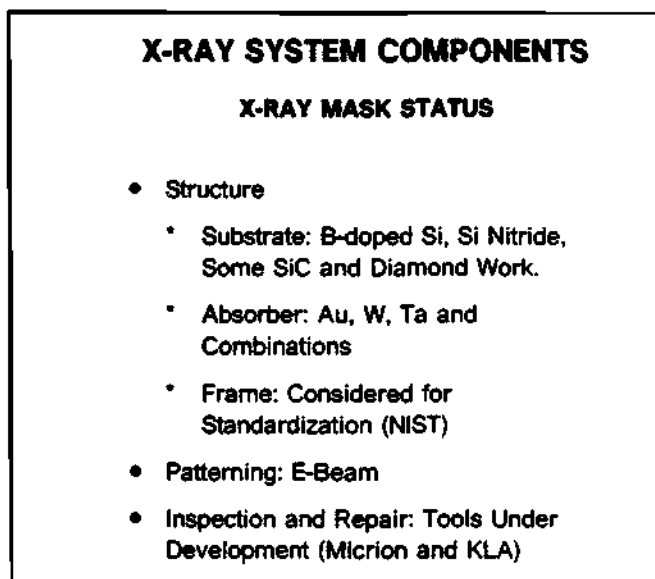 X-RAY SYSTEM COMPONENTS
X-RAY MASK STATUS
• Structure
* Substrate: B-doped Si, Si Nitride,
Some SiC and Diamond Work.
* Absorber: Au, W, Ta and
Combinations
* Frame: Considered for
Standardization (NIST)
• Patterning: E-Beam
• Inspection and Repair: Tools Under
Development (Micrion and KLA)